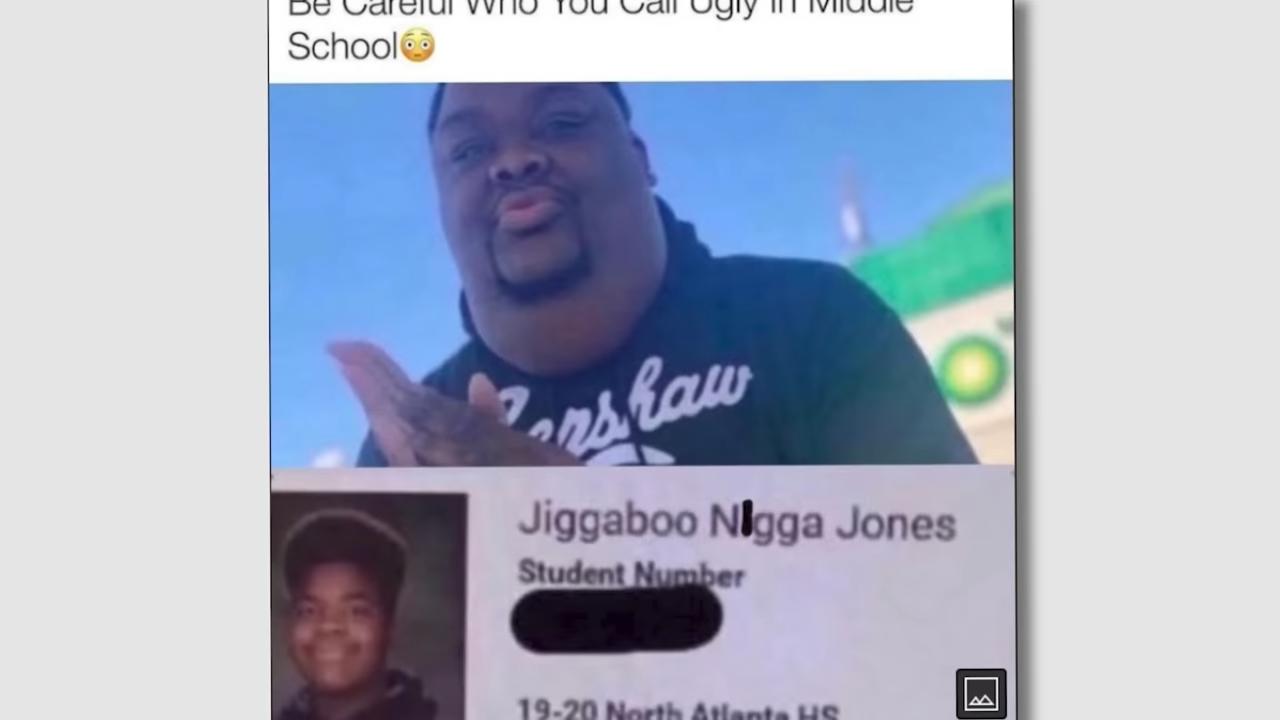 Be Careful Who You Call Ugly In Middle
School😳
Kershaw
Jiggaboo N▮gga Jones
Student Number
19-20 North Atlanta HS